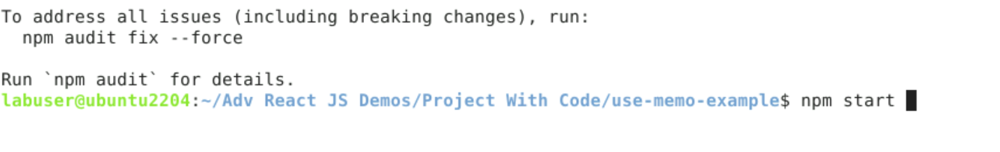 To address all issues (including breaking changes), run:
  npm audit fix --force
Run `npm audit` for details.
labuser@ubuntu2204:~/Adv React JS Demos/Project With Code/use-memo-example$ npm start